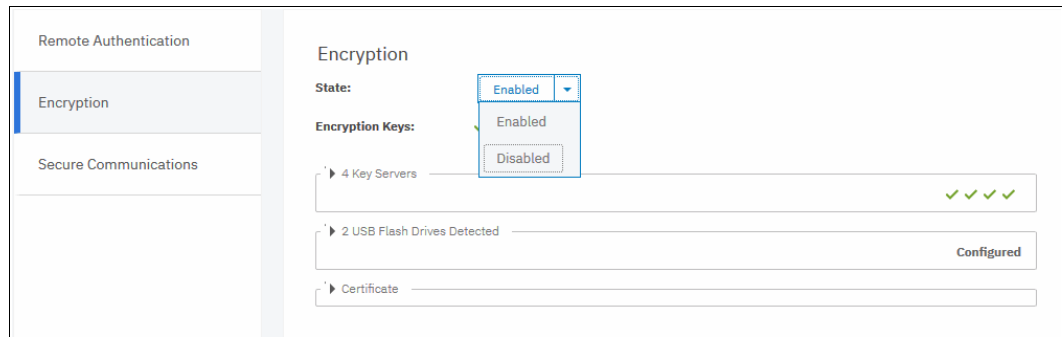 Remote Authentication
Encryption
Secure Communications
Encryption
State:
Enabled
Enabled
Disabled
Encryption Keys:
4 Key Servers
2 USB Flash Drives Detected
Configured
Certificate